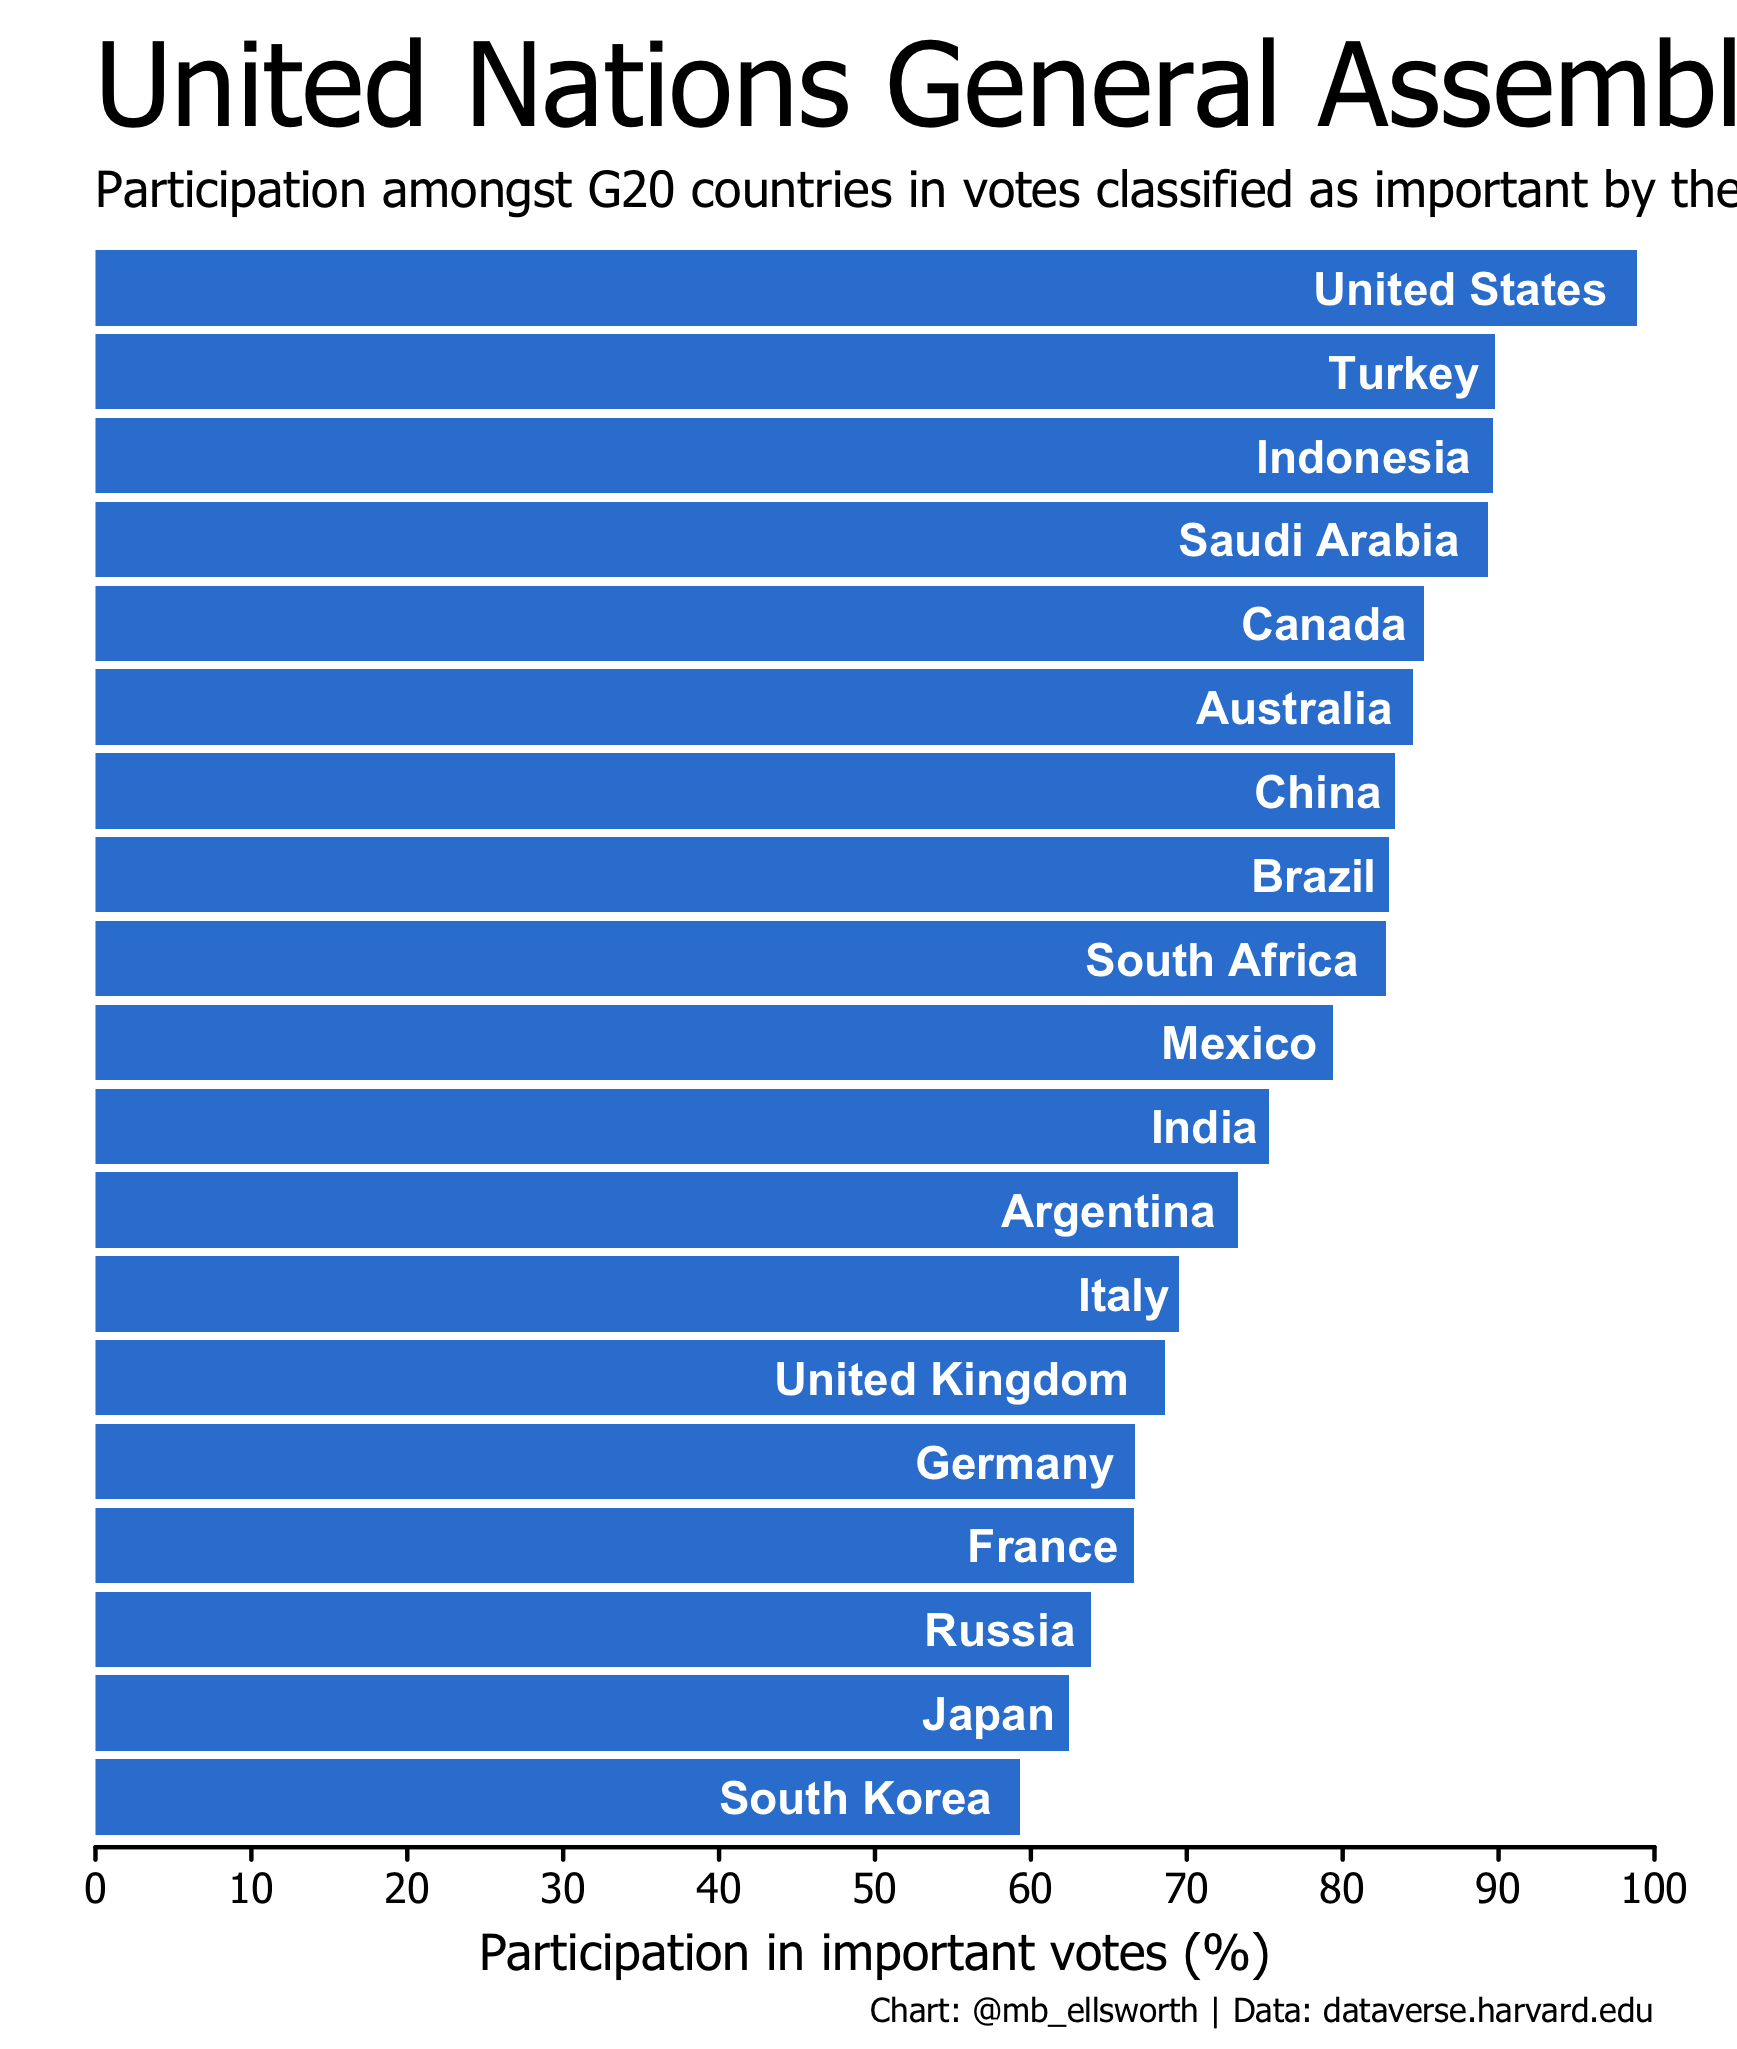 United Nations General Assembl
Participation amongst G20 countries in votes classified as important by the
United States
Turkey
Indonesia
Saudi Arabia
Canada
Australia
China
Brazil
South Africa
Mexico
India
Argentina
Italy
United Kingdom
Germany
France
Russia
Japan
South Korea
0 10 20 30 40 50 60 70 80 90 100
Participation in important votes (%)
Chart: @mb_ellsworth | Data: dataverse.harvard.edu